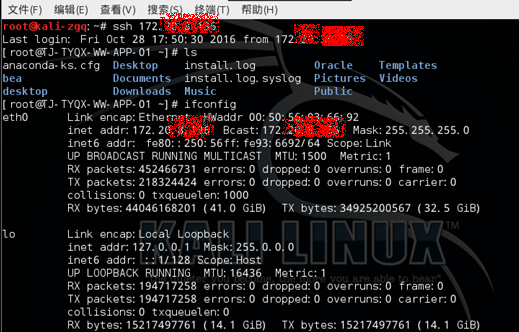 文件(F) 编辑(E) 查看(V) 搜索(S) 终端(T) 帮助(H)
root@kali-zgq:~# ssh 172.
Last login: Fri Oct 28 17:50:30 2016 from 172.
[root@TJ-TYQX-WW-APP-01 ~]# ls
anaconda-ks.cfg Desktop install.log Oracle Templates
bea Documents install.log.syslog Pictures Videos
desktop Downloads Music Public
[root@TJ-TYQX-WW-APP-01 ~]# ifconfig
eth0 Link encap:Ethernet HWaddr 00:50:56:93:66:92
inet addr:172.20 Bcast:172.20 Mask:255.255.255.0
inet6 addr: fe80::250:56ff:fe93:6692/64 Scope:Link
UP BROADCAST RUNNING MULTICAST MTU:1500 Metric:1
RX packets:452466731 errors:0 dropped:0 overruns:0 frame:0
TX packets:218324424 errors:0 dropped:0 overruns:0 carrier:0
collisions:0 txqueuelen:1000
RX bytes:44046168201 (41.0 GiB) TX bytes:34925200567 (32.5 GiB)
lo Link encap:Local Loopback
inet addr:127.0.0.1 Mask:255.0.0.0
inet6 addr: ::1/128 Scope:Host
UP LOOPBACK RUNNING MTU:16436 Metric:1
RX packets:194717258 errors:0 dropped:0 overruns:0 frame:0
TX packets:194717258 errors:0 dropped:0 overruns:0 carrier:0
collisions:0 txqueuelen:0
RX bytes:15217497761 (14.1 GiB) TX bytes:15217497761 (14.1 GiB)
KALI LINUX